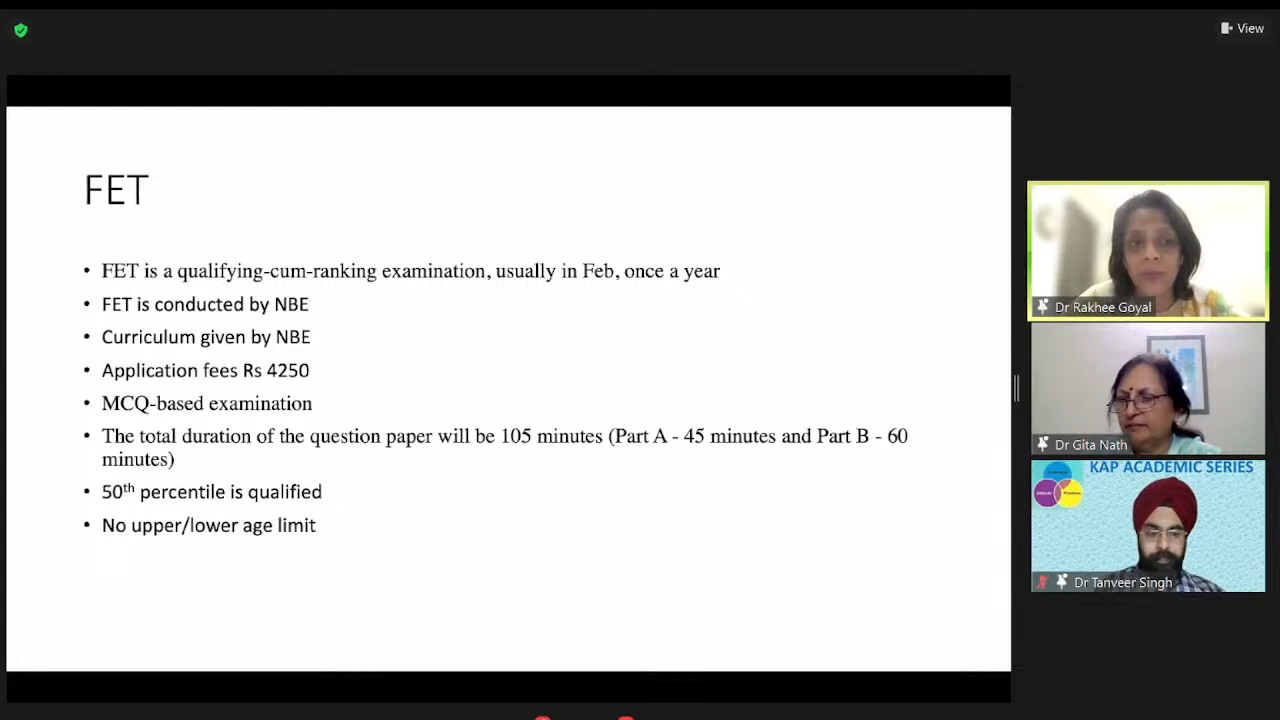 View
FET
• FET is a qualifying-cum-ranking examination, usually in Feb, once a year
• FET is conducted by NBE
• Curriculum given by NBE
• Application fees Rs 4250
• MCQ-based examination
• The total duration of the question paper will be 105 minutes (Part A - 45 minutes and Part B - 60
minutes)
• 50th percentile is qualified
• No upper/lower age limit
Dr Rakhee Goyal
Dr Gita Nath
KAP ACADEMIC SERIES
Dr Tanveer Singh